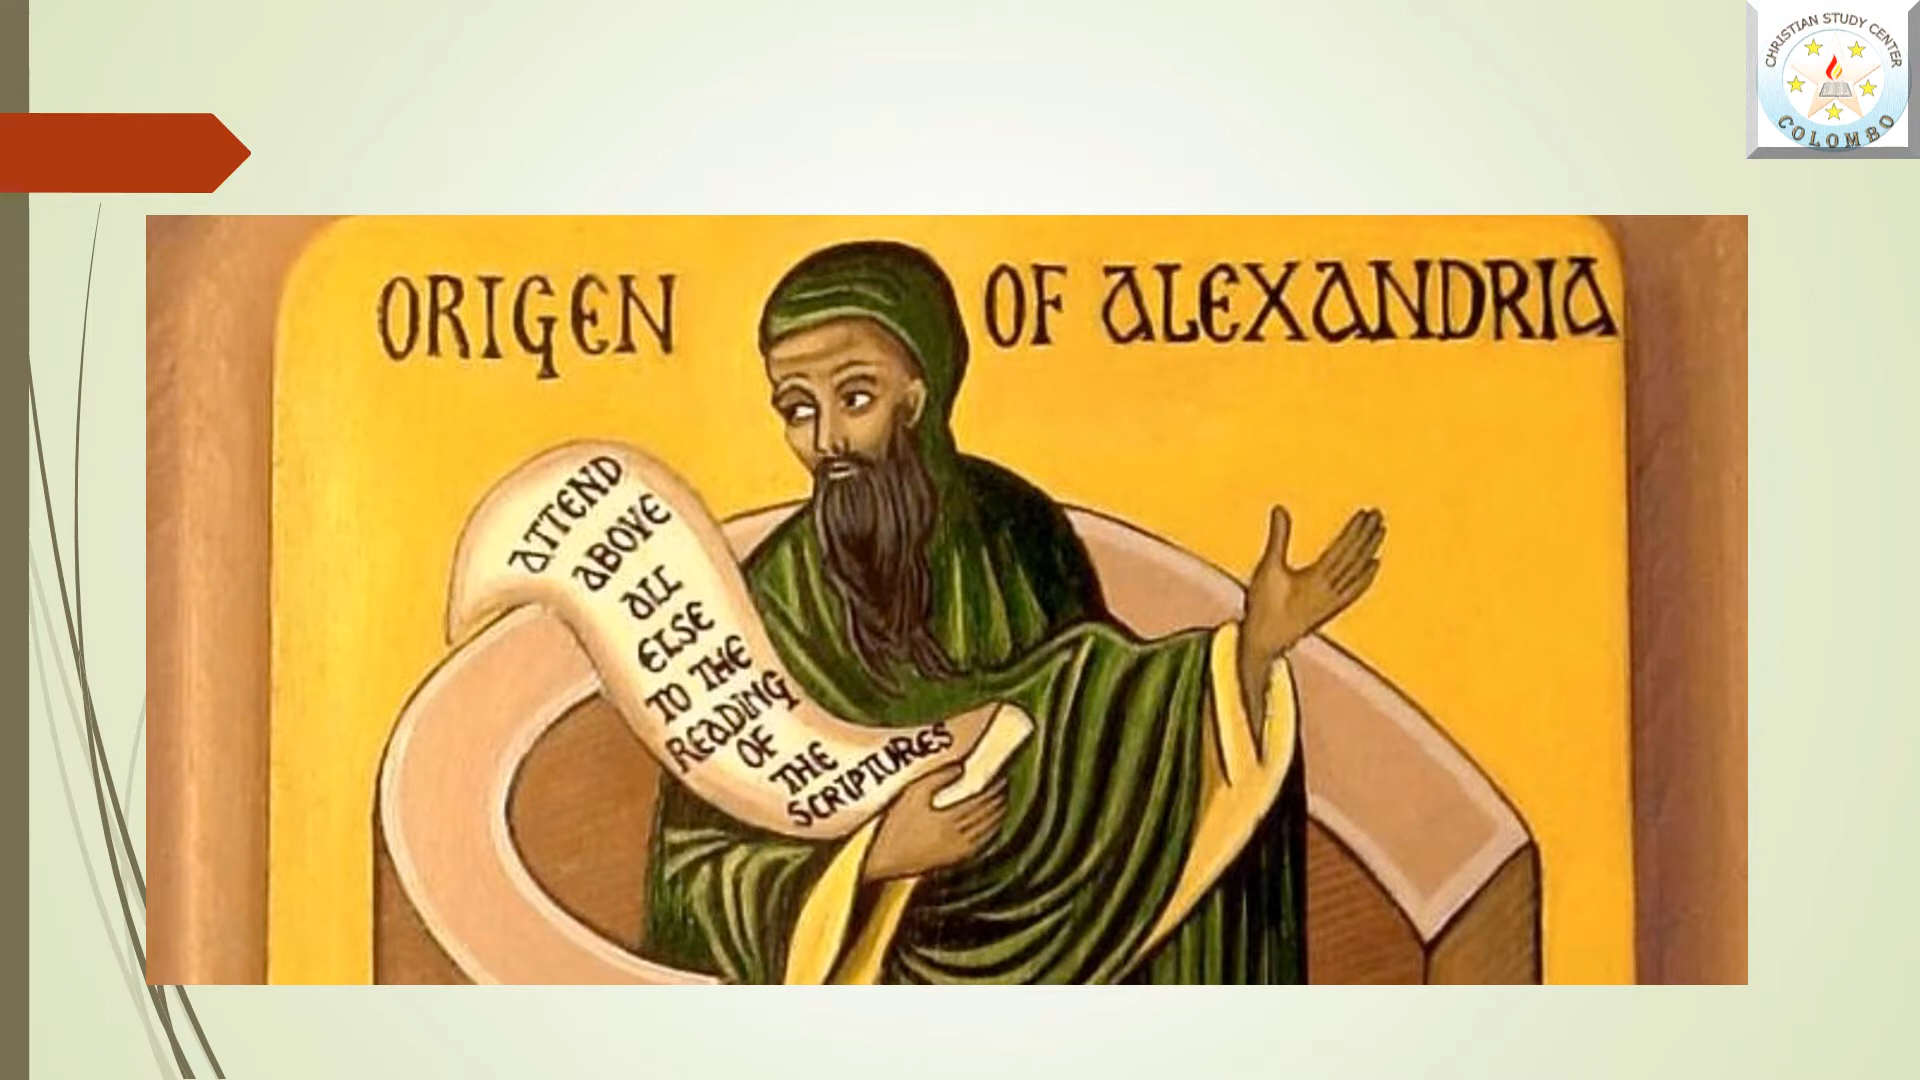 CHRISTIAN STUDY CENTER
COLOMBO
ORIGEN OF ALEXANDRIA
ATTEND
ABOVE
ALL
ELSE
TO THE
READING
OF
THE
SCRIPTURES